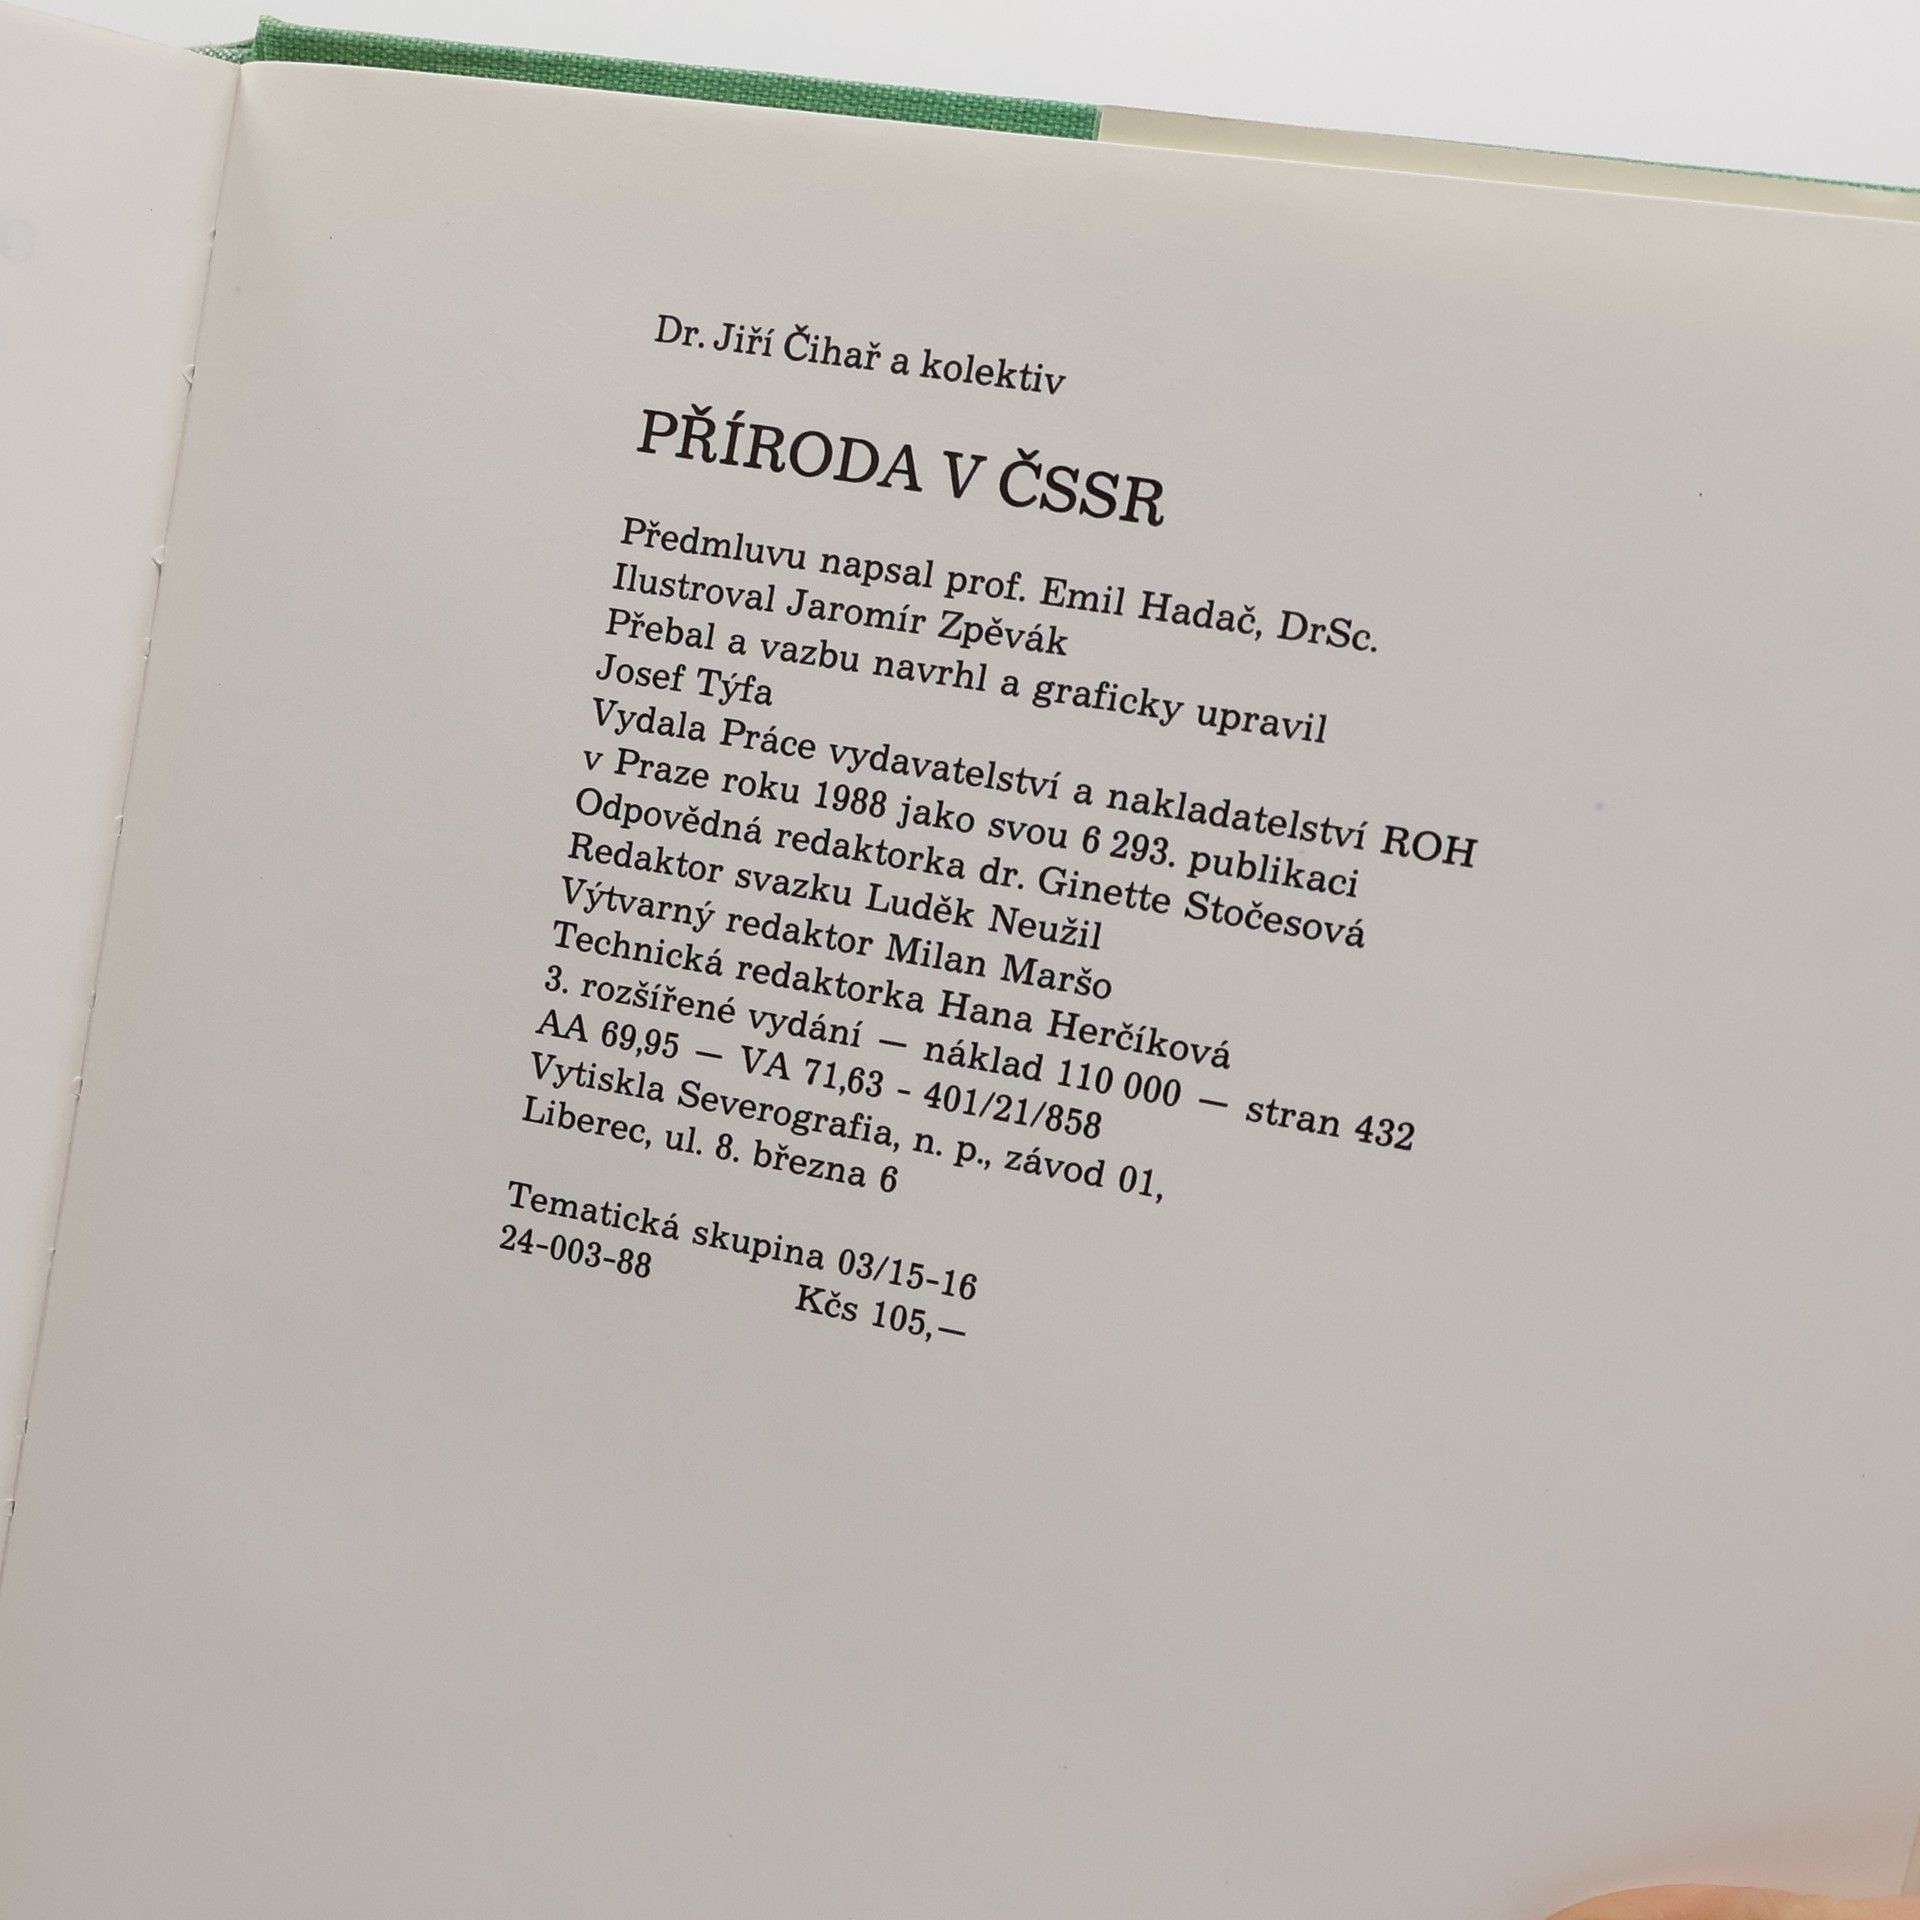 Dr. Jiří Čihař a kolektiv
PŘÍRODA V ČSSR
Předmluvu napsal prof. Emil Hadač, DrSc.
Ilustroval Jaromír Zpěvák
Přebal a vazbu navrhl a graficky upravil
Josef Týfa
Vydala Práce vydavatelství a nakladatelství ROH
v Praze roku 1988 jako svou 6 293. publikaci
Odpovědná redaktorka dr. Ginette Stočesová
Redaktor svazku Luděk Neužil
Výtvarný redaktor Milan Maršo
Technická redaktorka Hana Herčíková
3. rozšířené vydání — náklad 110 000 — stran 432
AA 69,95 — VA 71,63 - 401/21/858
Vytiskla Severografia, n. p., závod 01,
Liberec, ul. 8. března 6
Tematická skupina 03/15-16
24-003-88
Kčs 105,—